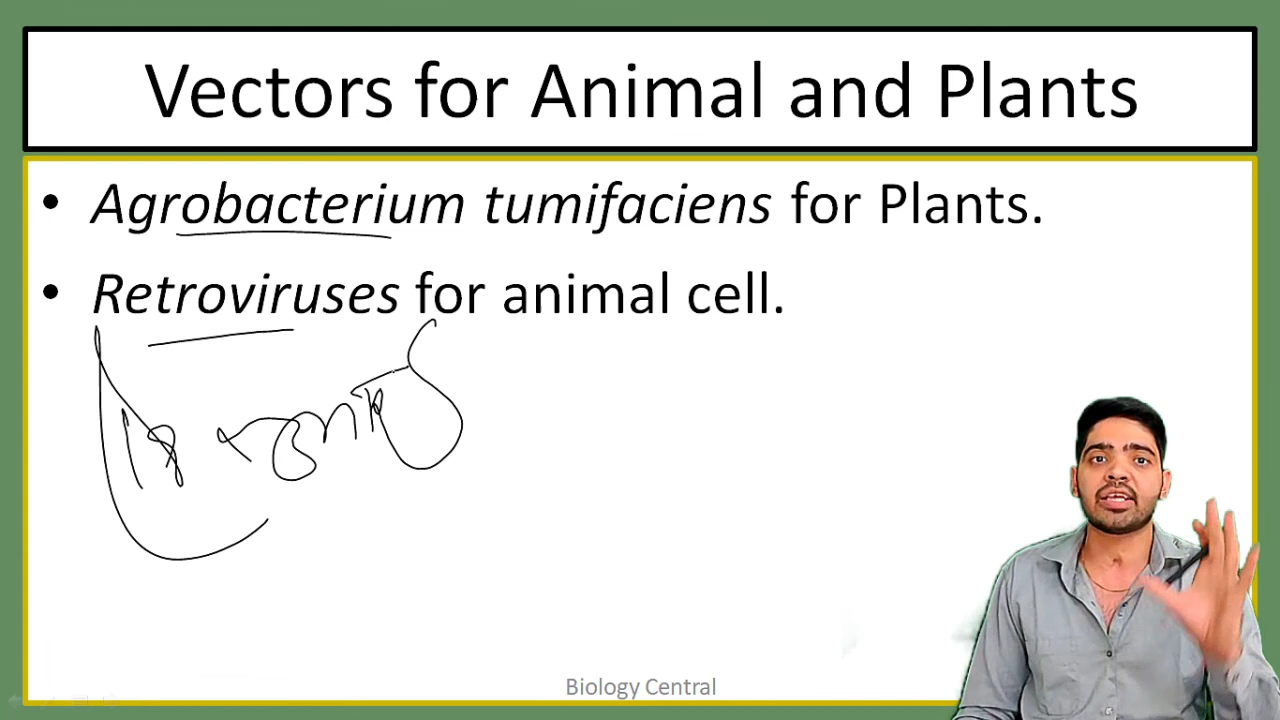 Vectors for Animal and Plants
• Agrobacterium tumifaciens for Plants.
• Retroviruses for animal cell.
Biology Central